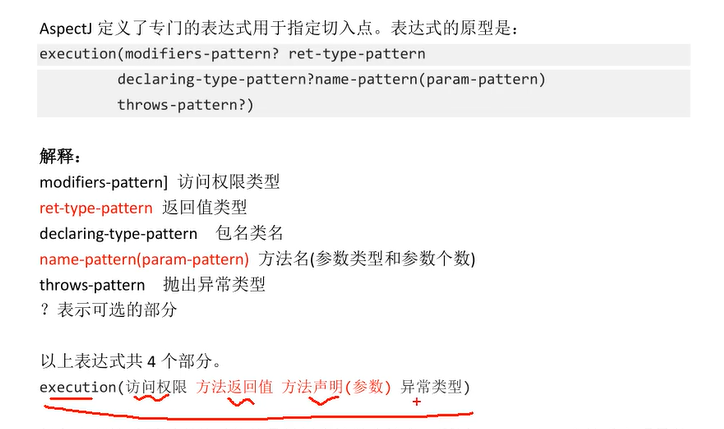 AspectJ 定义了专门的表达式用于指定切入点。表达式的原型是：
execution(modifiers-pattern? ret-type-pattern
declaring-type-pattern?name-pattern(param-pattern)
throws-pattern?)
解释：
modifiers-pattern] 访问权限类型
ret-type-pattern 返回值类型
declaring-type-pattern 包名类名
name-pattern(param-pattern) 方法名(参数类型和参数个数)
throws-pattern 抛出异常类型
？表示可选的部分
以上表达式共 4 个部分。
execution(访问权限 方法返回值 方法声明(参数) 异常类型)